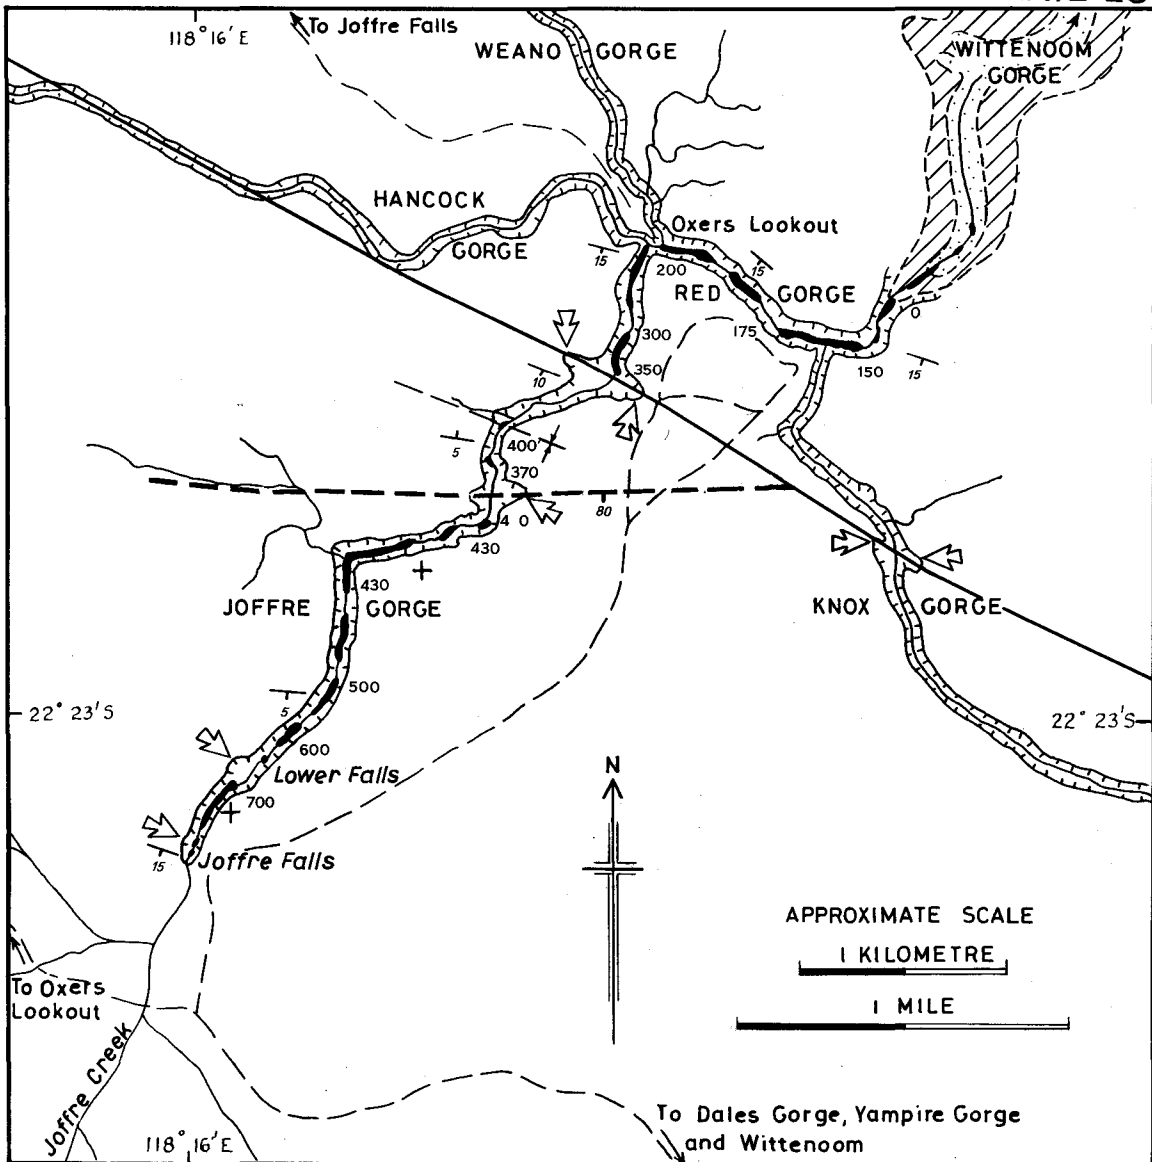 118° 16' E
To Joffre Falls
WEANO GORGE
WITTENOOM
GORGE
HANCOCK
GORGE
Oxers Lookout
15
200
15
RED GORGE
0
300
175
350
150
15
10
400
5
370
80
4 0
430
430
JOFFRE GORGE
KNOX GORGE
500
5
22° 23'S
22° 23'S
600
Lower Falls
700
15
Joffre Falls
N
APPROXIMATE SCALE
1 KILOMETRE
1 MILE
To Oxers
Lookout
Joffre Creek
118° 16' E
To Dales Gorge, Yampire Gorge
and Wittenoom